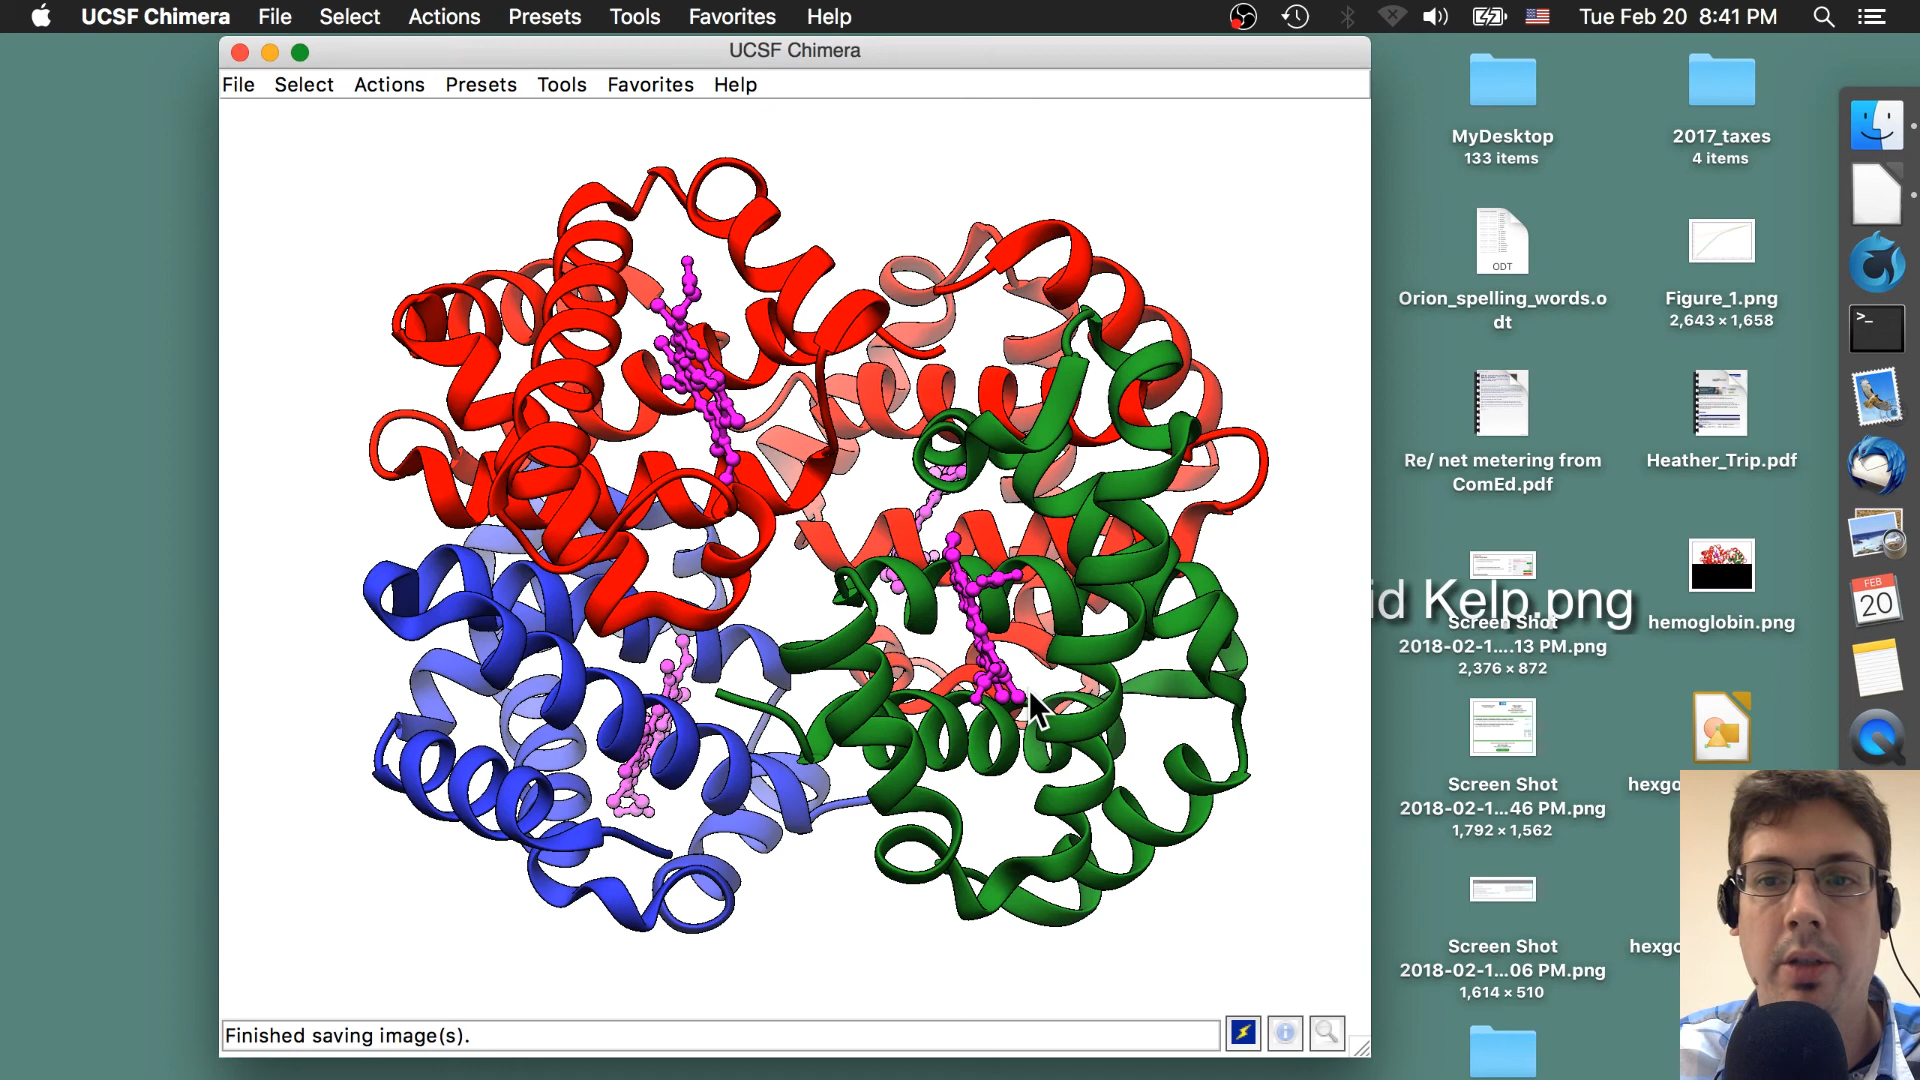 UCSF Chimera File Select Actions Presets Tools Favorites Help Tue Feb 20 8:41 PM
UCSF Chimera
File Select Actions Presets Tools Favorites Help
MyDesktop
133 items
2017_taxes
4 items
ODT
Orion_spelling_words.o
dt
Figure_1.png
2,643 × 1,658
>_
Re/ net metering from
ComEd.pdf
Heather_Trip.pdf
id Kelp.png
Screen Shot
2018-02-1....13 PM.png
2,376 × 872
hemoglobin.png
FEB
20
Screen Shot
2018-02-1...46 PM.png
1,792 × 1,562
hexgo
Screen Shot
2018-02-1...06 PM.png
1,614 × 510
hexgo
Finished saving image(s).